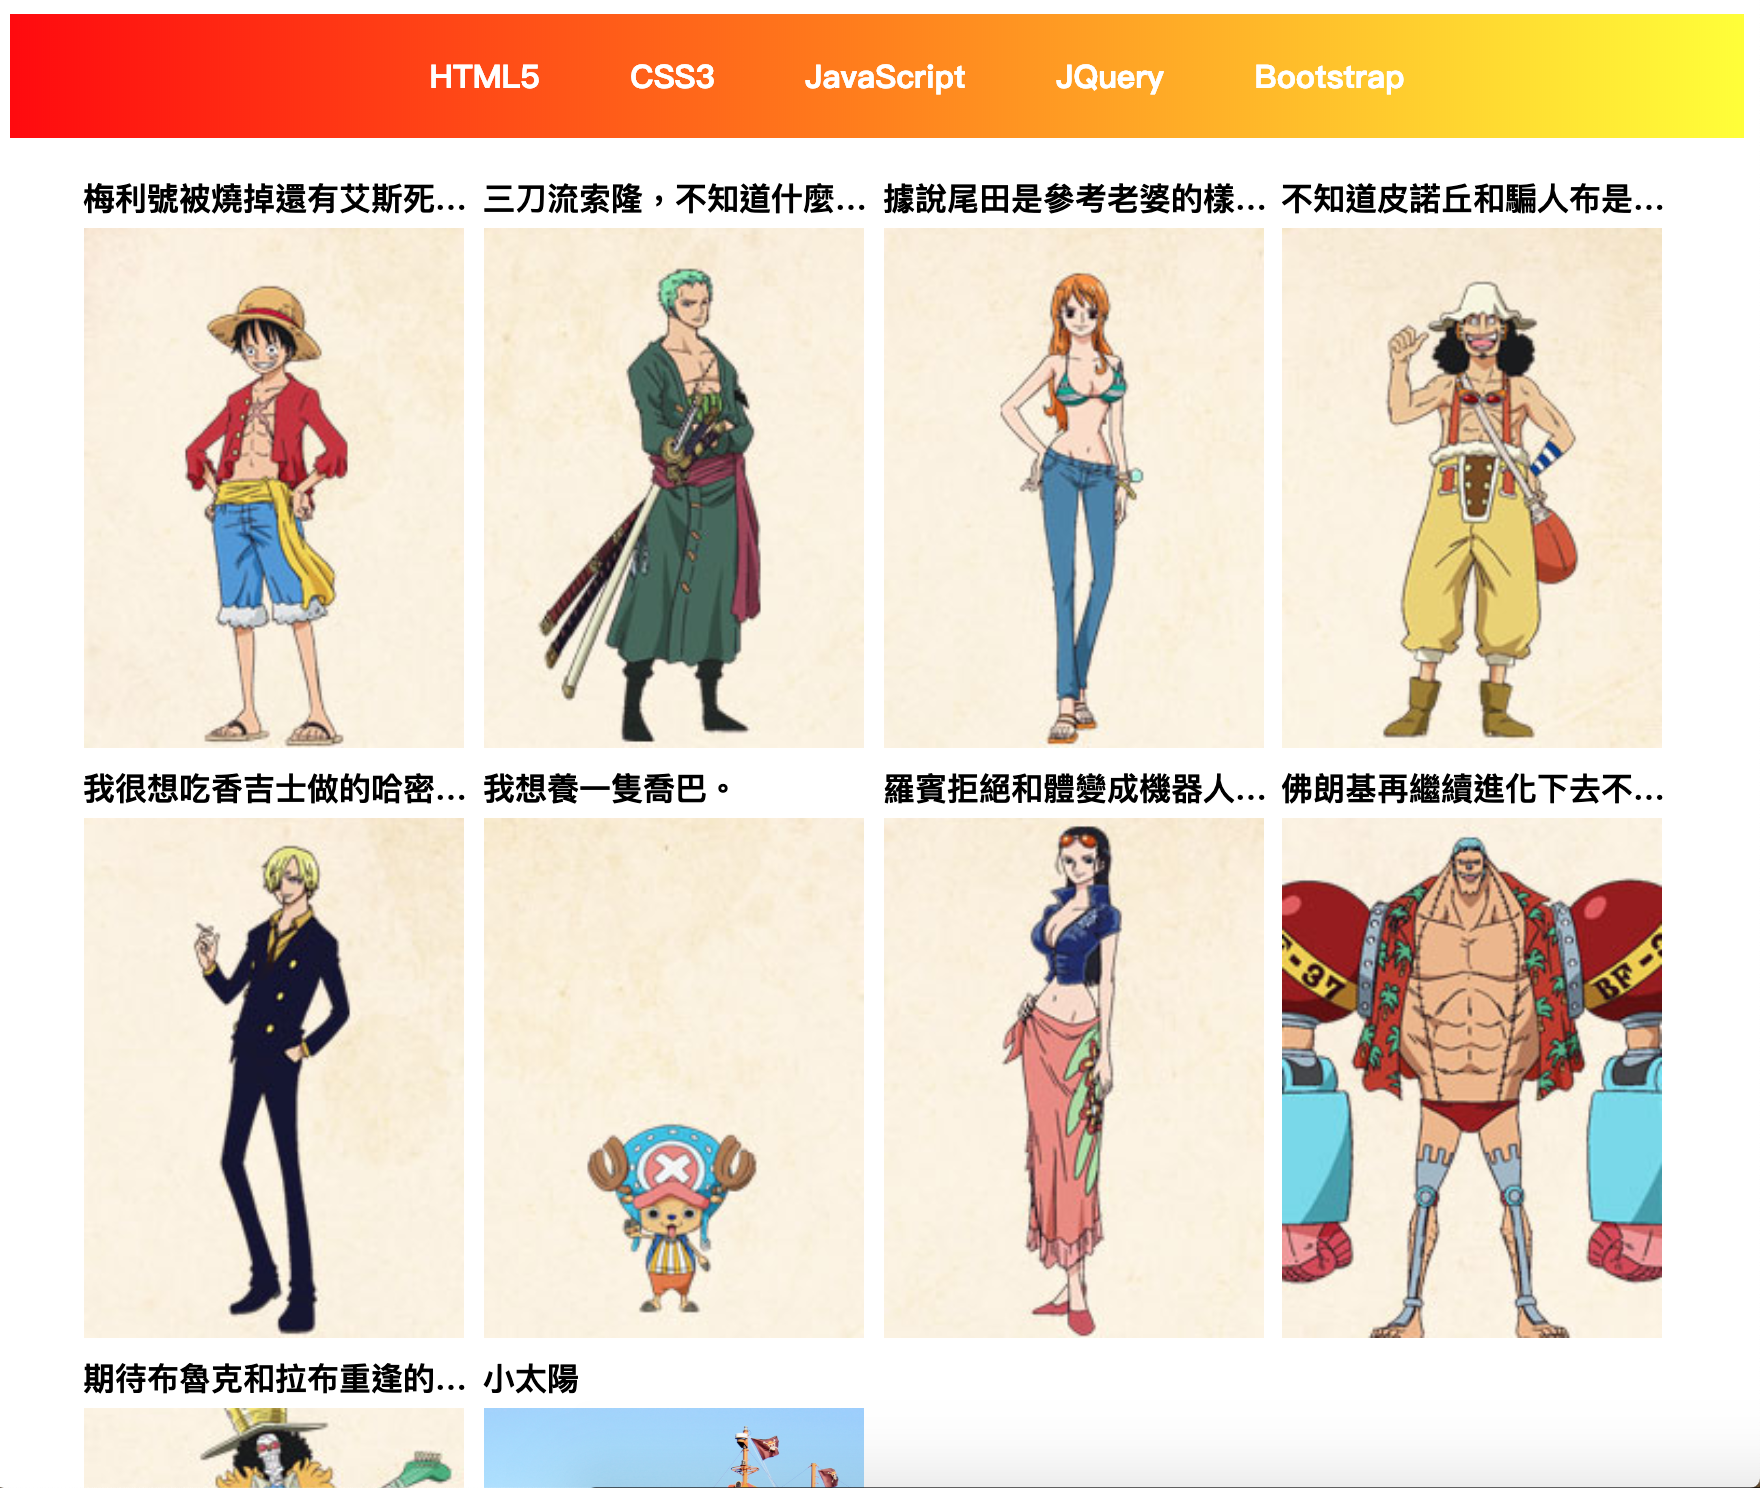 HTML5 CSS3 JavaScript JQuery Bootstrap
梅利號被燒掉還有艾斯死... 三刀流索隆，不知道什麼... 據說尾田是參考老婆的樣... 不知道皮諾丘和騙人布是...
我很想吃香吉士做的哈密... 我想養一隻喬巴。 羅賓拒絕和體變成機器人... 佛朗基再繼續進化下去不...
-37 BF-
期待布魯克和拉布重逢的... 小太陽